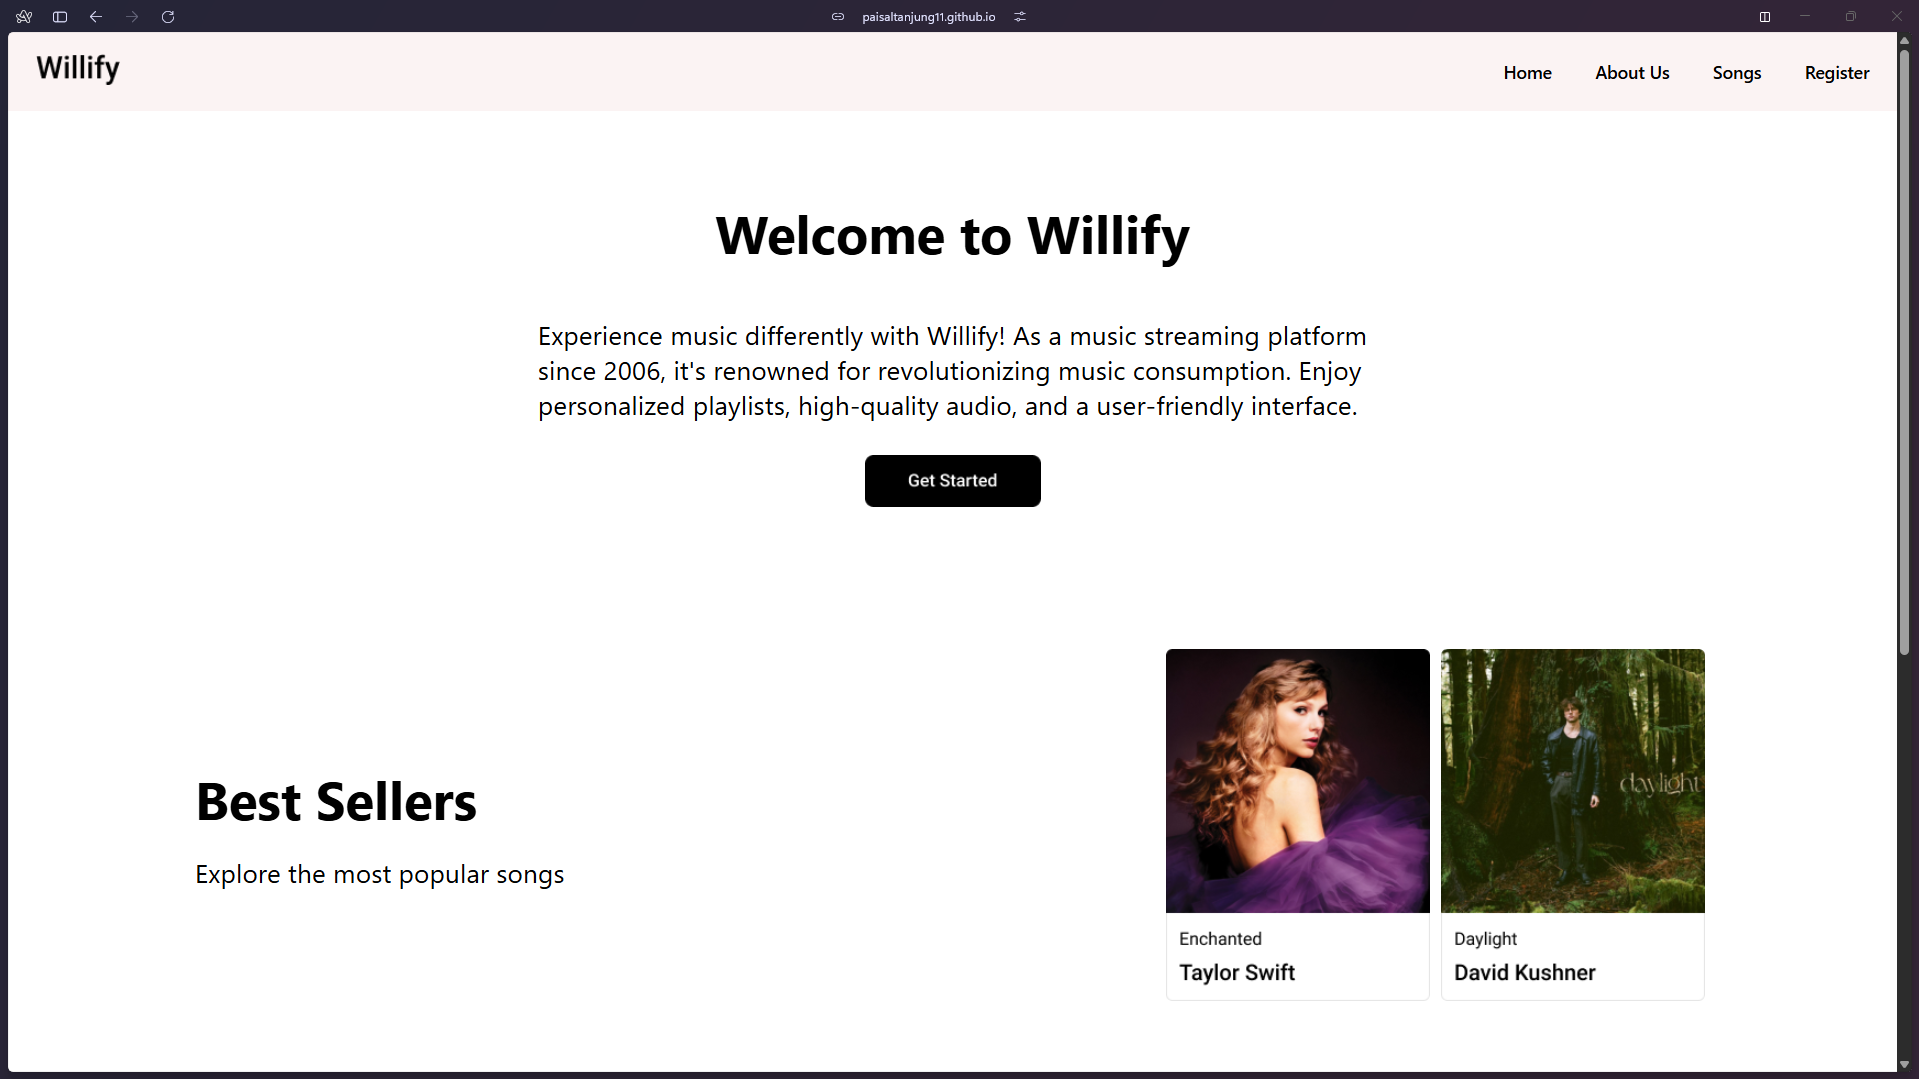 paisaltanjung11.github.io
Willify
Home
About Us
Songs
Register
Welcome to Willify
Experience music differently with Willify! As a music streaming platform
since 2006, it's renowned for revolutionizing music consumption. Enjoy
personalized playlists, high-quality audio, and a user-friendly interface.
Get Started
Best Sellers
Explore the most popular songs
daylight
Enchanted
Taylor Swift
Daylight
David Kushner